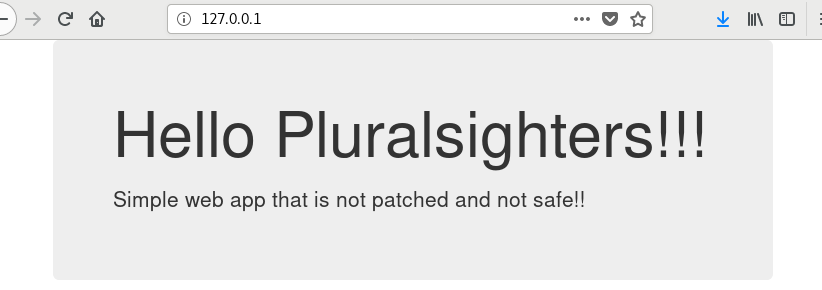 127.0.0.1
Hello Pluralsighters!!!
Simple web app that is not patched and not safe!!